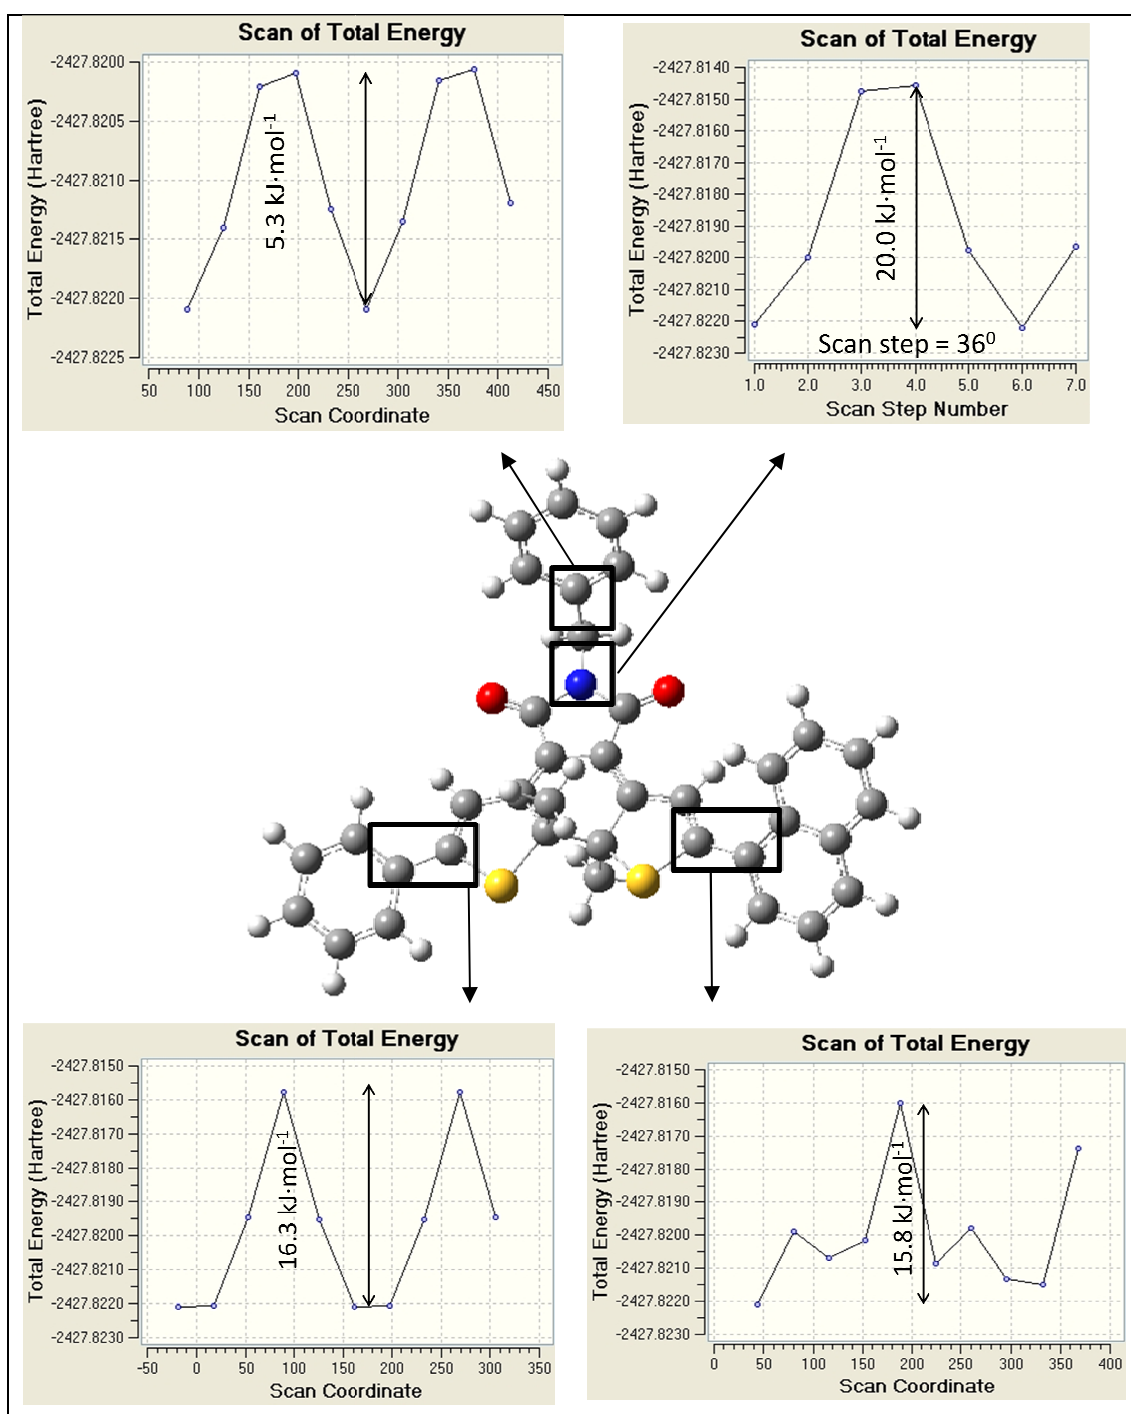 Scan of Total Energy
Total Energy (Hartree)
-2427.8200
-2427.8205
-2427.8210
-2427.8215
-2427.8220
-2427.8225
5.3 kJ·mol-1
50 100 150 200 250 300 350 400 450
Scan Coordinate
Scan of Total Energy
Total Energy (Hartree)
-2427.8140
-2427.8150
-2427.8160
-2427.8170
-2427.8180
-2427.8190
-2427.8200
-2427.8210
-2427.8220
-2427.8230
20.0 kJ·mol-1
Scan step = 36⁰
1.0 2.0 3.0 4.0 5.0 6.0 7.0
Scan Step Number
Scan of Total Energy
Total Energy (Hartree)
-2427.8150
-2427.8160
-2427.8170
-2427.8180
-2427.8190
-2427.8200
-2427.8210
-2427.8220
-2427.8230
16.3 kJ·mol-1
-50 0 50 100 150 200 250 300 350
Scan Coordinate
Scan of Total Energy
Total Energy (Hartree)
-2427.8150
-2427.8160
-2427.8170
-2427.8180
-2427.8190
-2427.8200
-2427.8210
-2427.8220
-2427.8230
15.8 kJ·mol-1
0 50 100 150 200 250 300 350 400
Scan Coordinate